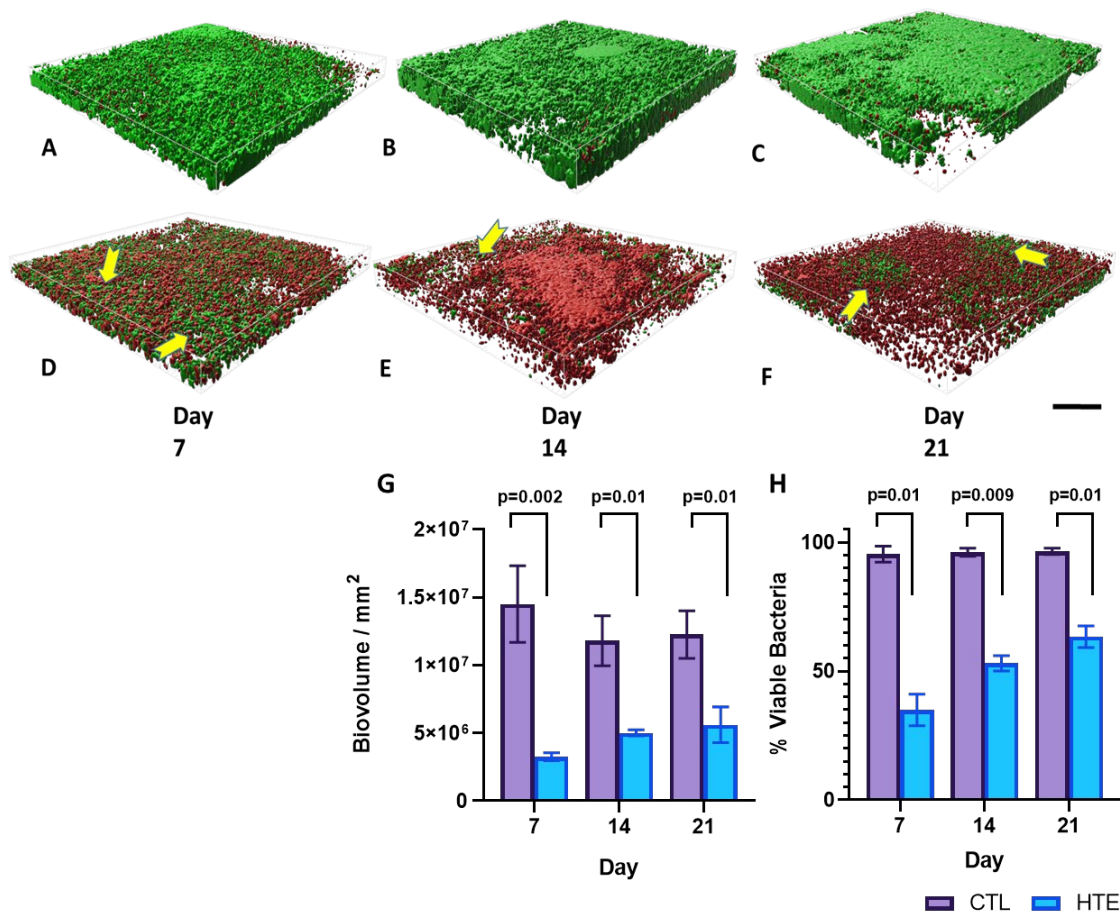 A
B
C
D
E
F
Day
7
Day
14
Day
21
G
p=0.002
p=0.01
p=0.01
Biovolume / mm²
2×10⁷
1.5×10⁷
1×10⁷
5×10⁶
0
7
14
21
Day
H
p=0.01
p=0.009
p=0.01
% Viable Bacteria
100
50
0
7
14
21
Day
CTL
HTE